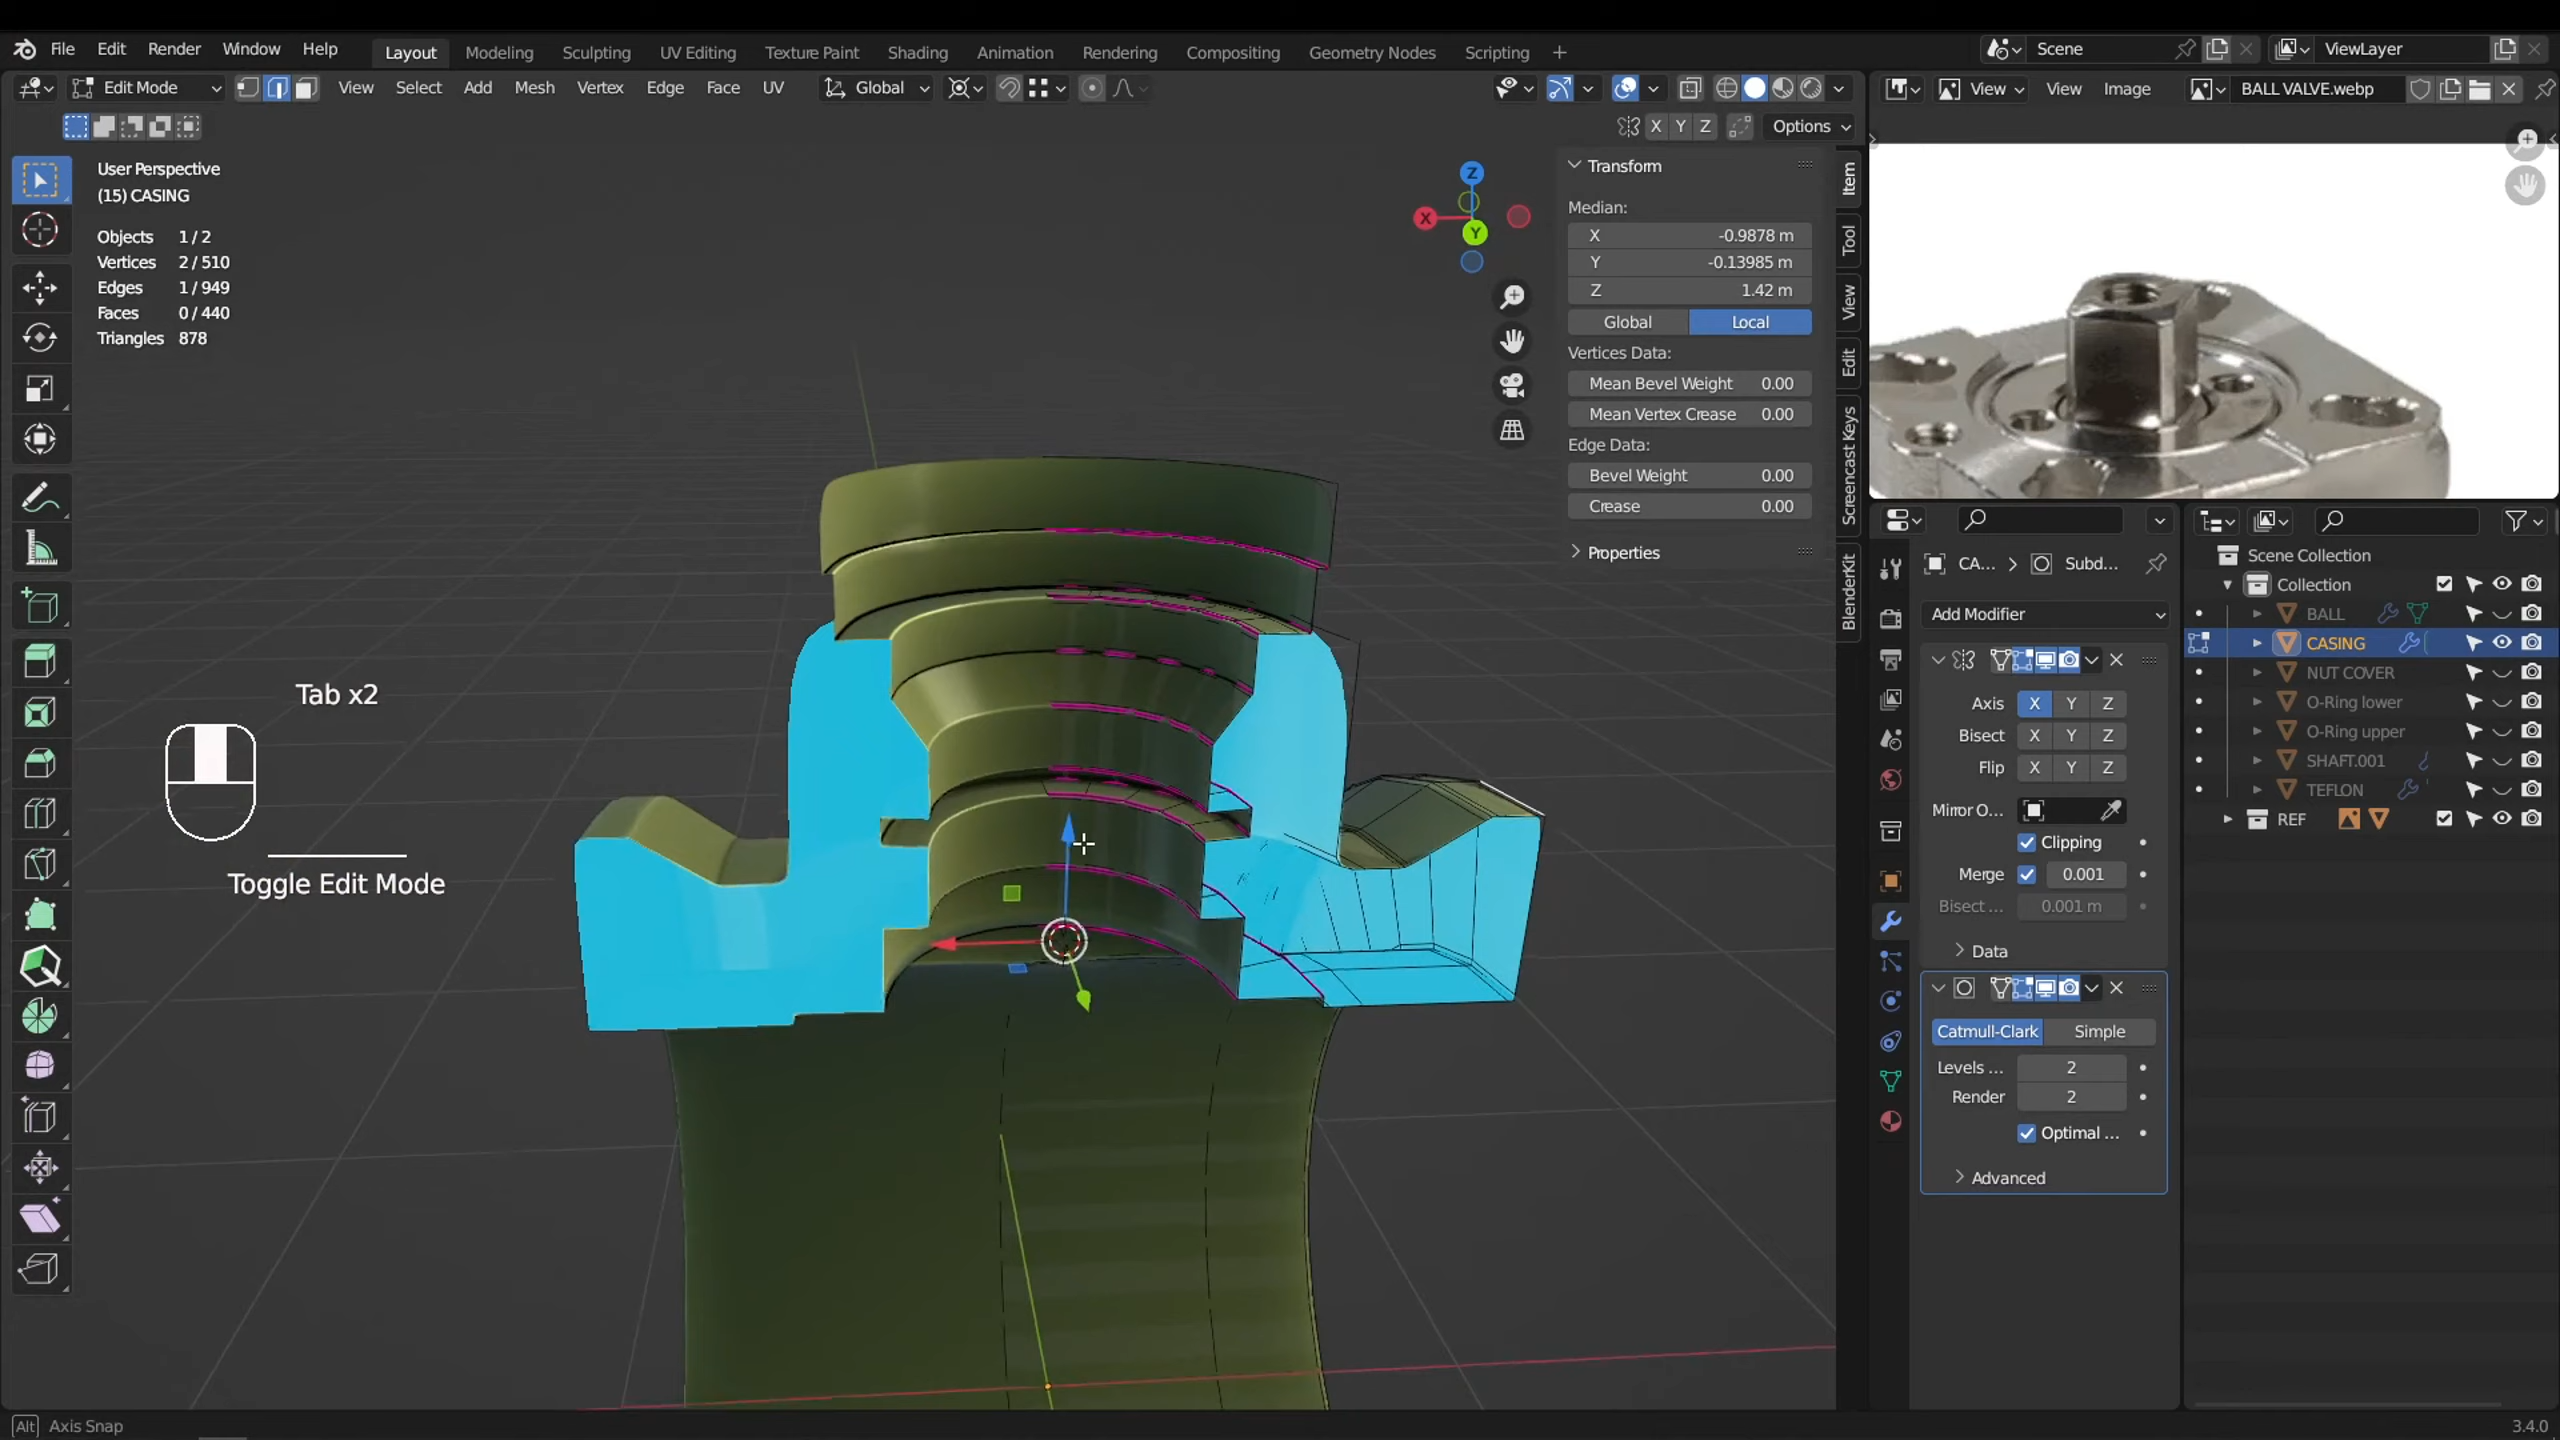 File Edit Render Window Help
Layout Modeling Sculpting UV Editing Texture Paint Shading Animation Rendering Compositing Geometry Nodes Scripting +
Scene
ViewLayer
Edit Mode
View Select Add Mesh Vertex Edge Face UV
Global
View View Image
BALL VALVE.webp
X Y Z
Options
User Perspective
(15) CASING
Objects 1 / 2
Vertices 2 / 510
Edges 1 / 949
Faces 0 / 440
Triangles 878
Z
X
Y
Transform
Median:
X -0.9878 m
Y -0.13985 m
Z 1.42 m
Global Local
Vertices Data:
Mean Bevel Weight 0.00
Mean Vertex Crease 0.00
Edge Data:
Bevel Weight 0.00
Crease 0.00
Properties
Item
Tool
View
Edit
Screencast Keys
BlenderKit
Tab x2
Toggle Edit Mode
CA... > Subd...
Add Modifier
Axis X Y Z
Bisect X Y Z
Flip X Y Z
Mirror O...
Clipping
Merge 0.001
Bisect ... 0.001 m
Data
Catmull-Clark Simple
Levels ... 2
Render 2
Optimal ...
Advanced
Scene Collection
Collection
BALL
CASING
NUT COVER
O-Ring lower
O-Ring upper
SHAFT.001
TEFLON
REF
Alt Axis Snap
3.4.0